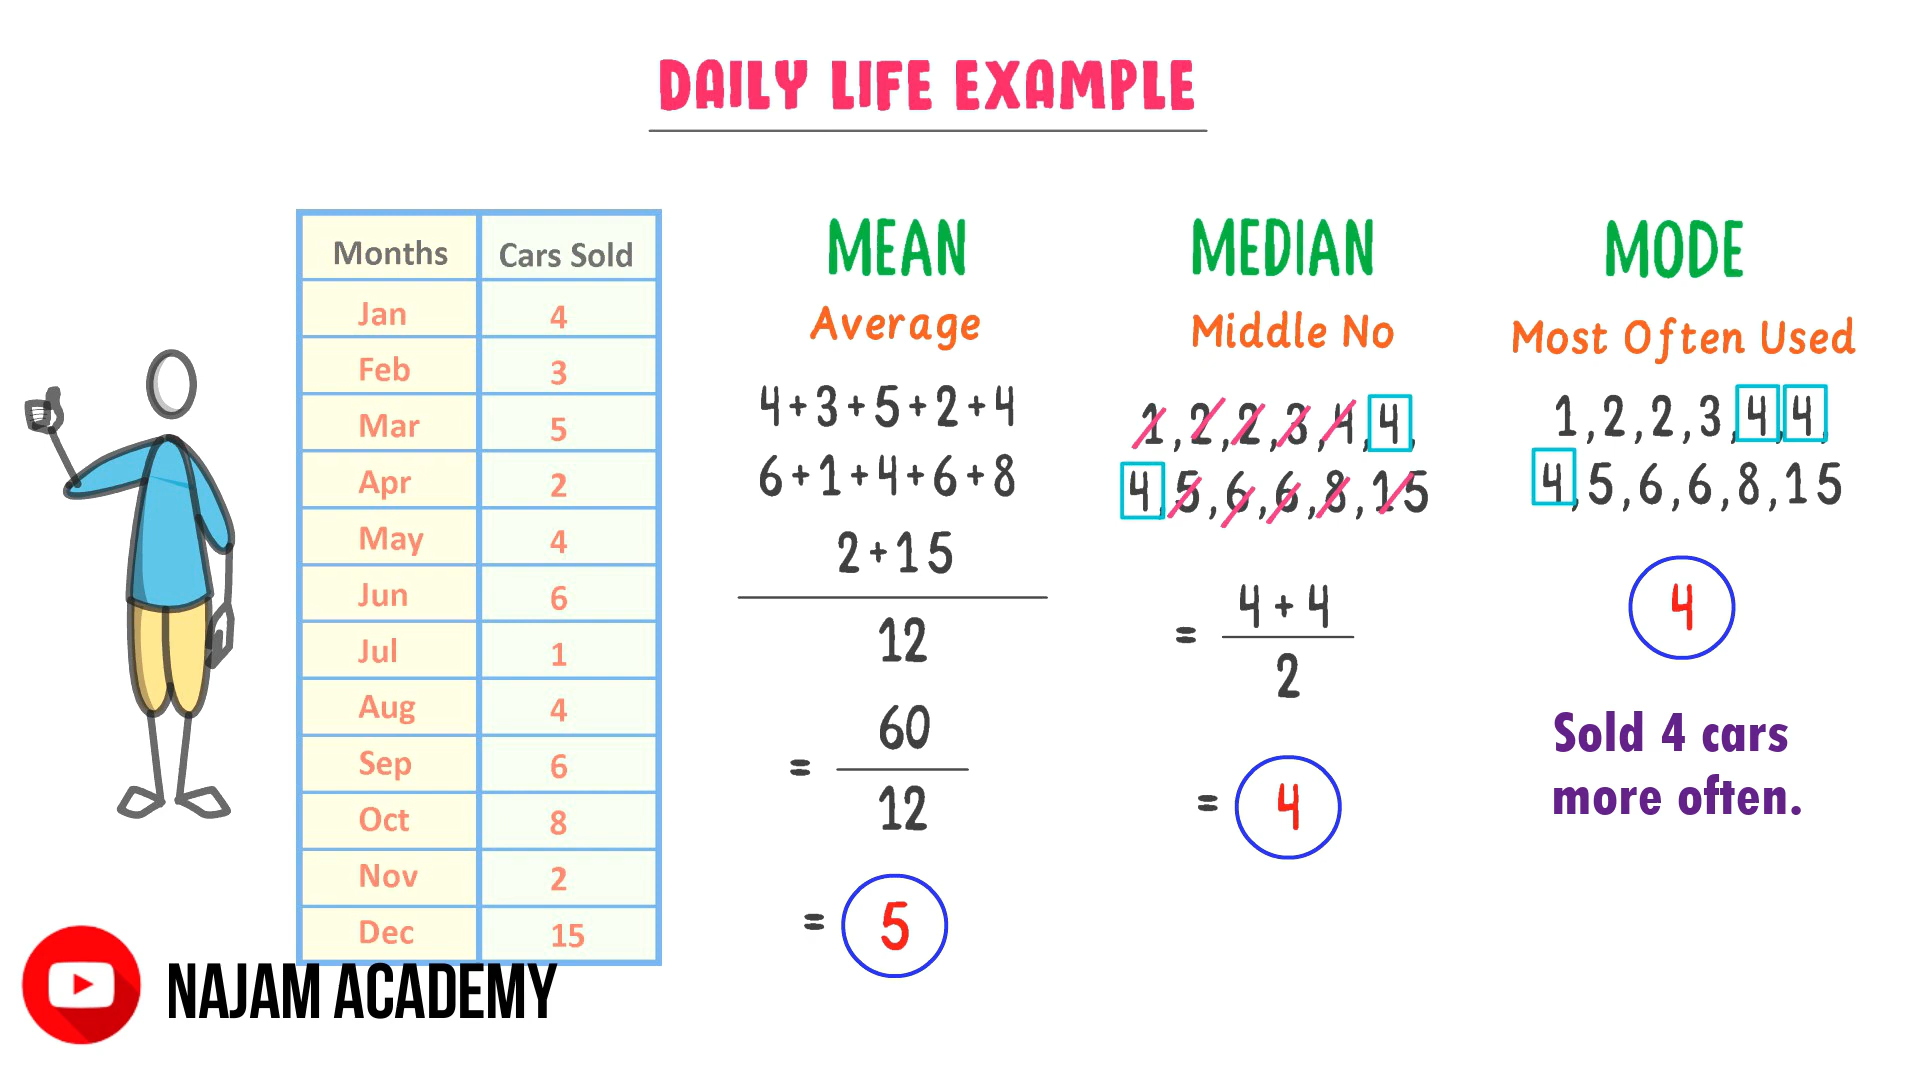 DAILY LIFE EXAMPLE
Months Cars Sold
Jan 4
Feb 3
Mar 5
Apr 2
May 4
Jun 6
Jul 1
Aug 4
Sep 6
Oct 8
Nov 2
Dec 15
MEAN
Average
4+3+5+2+4
6+1+4+6+8
2+15
12
= 60
12
= 5
MEDIAN
Middle No
1,2,2,3,4,4,
4,5,6,6,8,15
= 4+4
2
= 4
MODE
Most Often Used
1,2,2,3,4,4,
4,5,6,6,8,15
4
Sold 4 cars
more often.
NAJAM ACADEMY